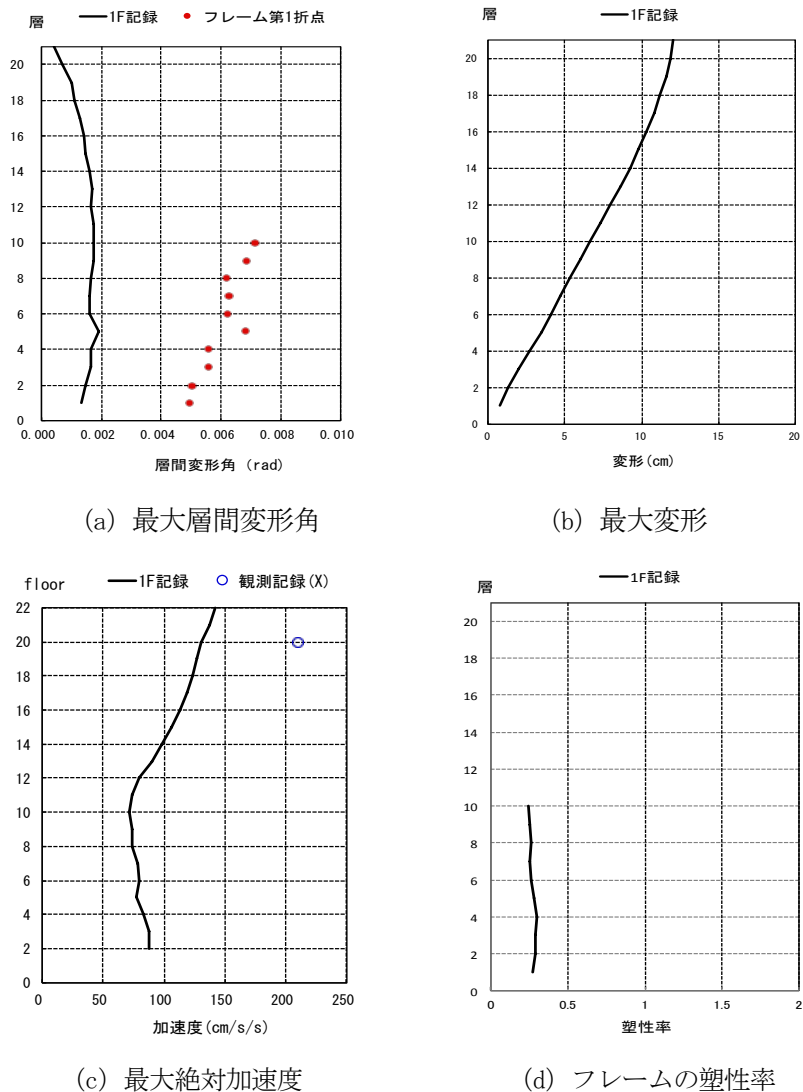 層 1F記録 フレーム第1折点
20
18
16
14
12
10
8
6
4
2
0
0.000 0.002 0.004 0.006 0.008 0.010
層間変形角 (rad)
(a) 最大層間変形角
層 1F記録
20
18
16
14
12
10
8
6
4
2
0
0 5 10 15 20
変形(cm)
(b) 最大変形
floor 1F記録 観測記録(X)
22
20
18
16
14
12
10
8
6
4
2
0
0 50 100 150 200 250
加速度(cm/s/s)
(c) 最大絶対加速度
層 1F記録
20
18
16
14
12
10
8
6
4
2
0
0 0.5 1 1.5 2
塑性率
(d) フレームの塑性率